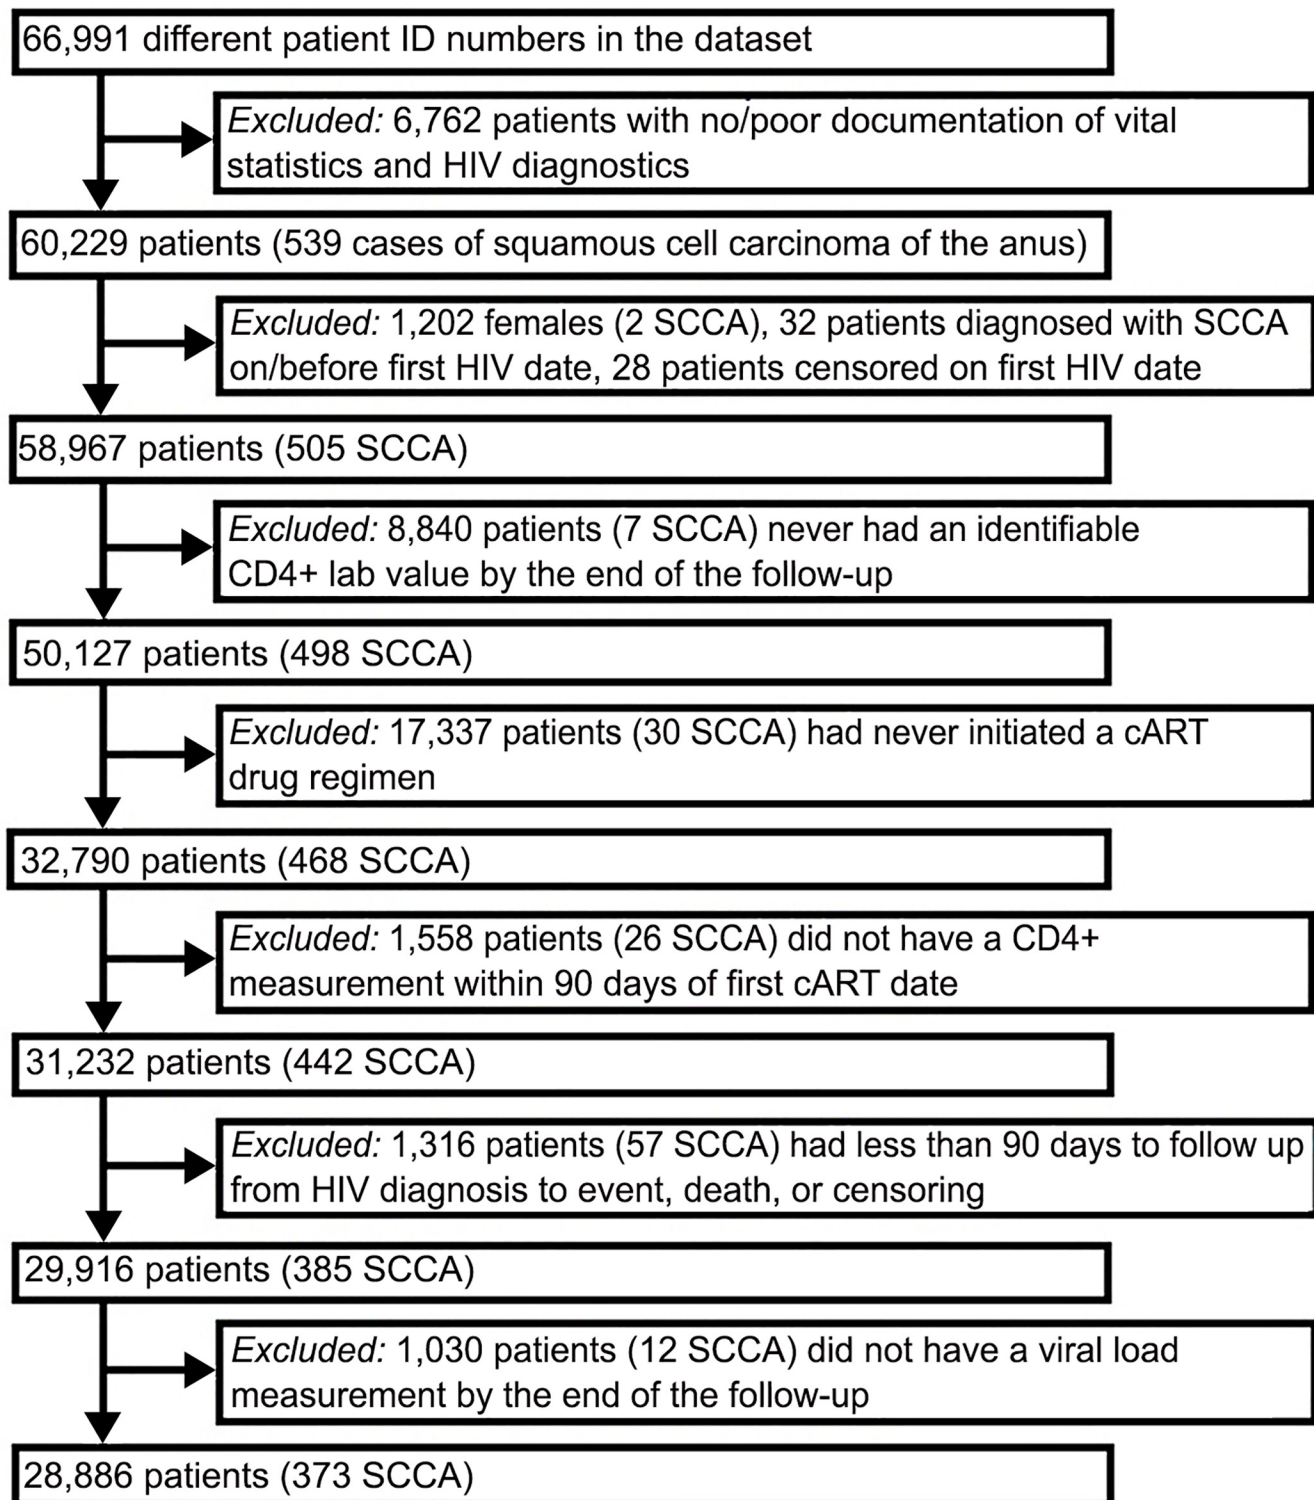 66,991 different patient ID numbers in the dataset
Excluded: 6,762 patients with no/poor documentation of vital
statistics and HIV diagnostics
60,229 patients (539 cases of squamous cell carcinoma of the anus)
Excluded: 1,202 females (2 SCCA), 32 patients diagnosed with SCCA
on/before first HIV date, 28 patients censored on first HIV date
58,967 patients (505 SCCA)
Excluded: 8,840 patients (7 SCCA) never had an identifiable
CD4+ lab value by the end of the follow-up
50,127 patients (498 SCCA)
Excluded: 17,337 patients (30 SCCA) had never initiated a cART
drug regimen
32,790 patients (468 SCCA)
Excluded: 1,558 patients (26 SCCA) did not have a CD4+
measurement within 90 days of first cART date
31,232 patients (442 SCCA)
Excluded: 1,316 patients (57 SCCA) had less than 90 days to follow up
from HIV diagnosis to event, death, or censoring
29,916 patients (385 SCCA)
Excluded: 1,030 patients (12 SCCA) did not have a viral load
measurement by the end of the follow-up
28,886 patients (373 SCCA)